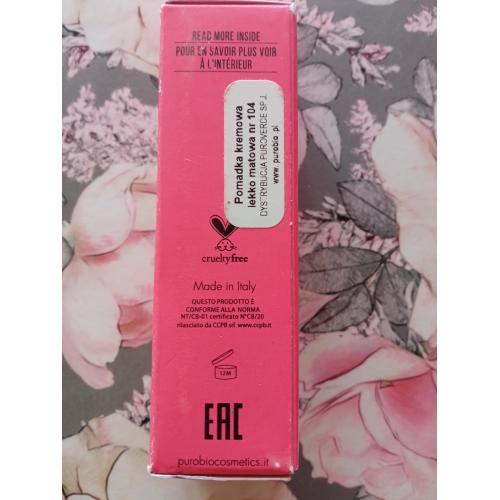 READ MORE INSIDE
POUR EN SAVOIR PLUS VOIR
À L'INTÉRIEUR
Pomadka kremowa
lekko matowa nr 104
DYSTRYBUCJA PUROVERDE SP.J.
www. purobio .pl
crueltyfree
Made in Italy
QUESTO PRODOTTO È
CONFORME ALLA NORMA
NT/CB-01 certificato N°CB/20
rilasciato da CCPB srl www.ccpb.it
12M
EAC
purobiocosmetics.it